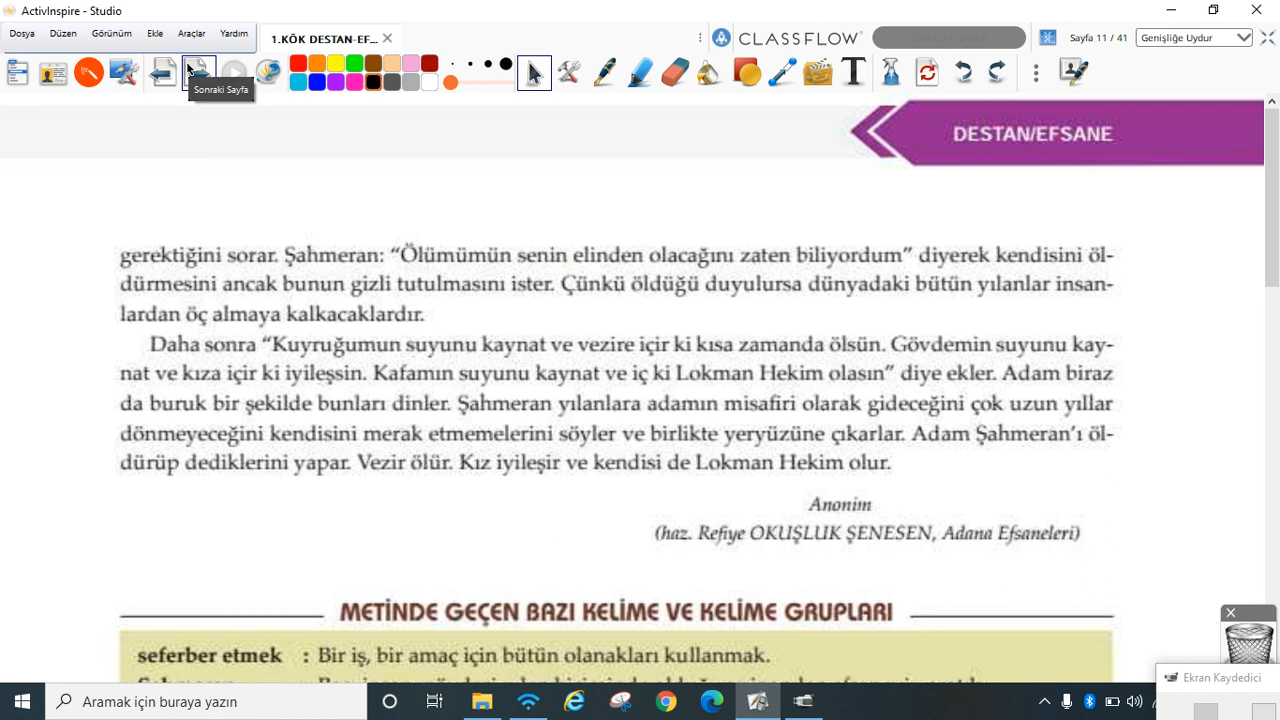 ActivInspire - Studio
Dosya Düzen Görünüm Ekle Araçlar Yardım
1.KÖK DESTAN-EF...
CLASSFLOW
Sayfa 11 / 41
Genişliğe Uydur
Sonraki Sayfa
DESTAN/EFSANE
gerektiğini sorar. Şahmeran: “Ölümümün senin elinden olacağını zaten biliyordum” diyerek kendisini öl-
dürmesini ancak bunun gizli tutulmasını ister. Çünkü öldüğü duyulursa dünyadaki bütün yılanlar insan-
lardan öç almaya kalkacaklardır.
Daha sonra “Kuyruğumun suyunu kaynat ve vezire içir ki kısa zamanda ölsün. Gövdemin suyunu kay-
nat ve kıza içir ki iyileşsin. Kafamın suyunu kaynat ve iç ki Lokman Hekim olasın” diye ekler. Adam biraz
da buruk bir şekilde bunları dinler. Şahmeran yılanlara adamın misafiri olarak gideceğini çok uzun yıllar
dönmeyeceğini kendisini merak etmemelerini söyler ve birlikte yeryüzüne çıkarlar. Adam Şahmeran’ı öl-
dürüp dediklerini yapar. Vezir ölür. Kız iyileşir ve kendisi de Lokman Hekim olur.
Anonim
(haz. Refiye OKUŞLUK ŞENESEN, Adana Efsaneleri)
METİNDE GEÇEN BAZI KELİME VE KELİME GRUPLARI
seferber etmek : Bir iş, bir amaç için bütün olanakları kullanmak.
Ekran Kaydedici
Aramak için buraya yazın